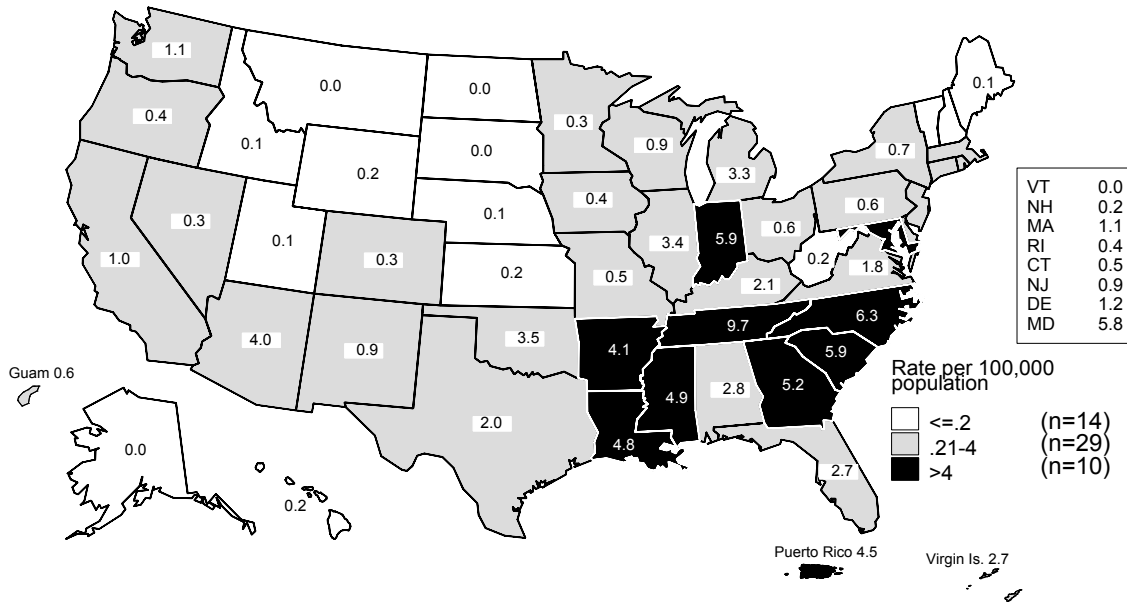 1.1
0.0
0.0
0.3
0.1
0.4
0.1
0.2
0.0
0.9
3.3
0.7
0.3
0.1
0.1
0.4
3.4
5.9
0.6
0.6
1.0
0.3
0.2
0.5
0.2
1.8
2.1
4.0
0.9
3.5
4.1
9.7
6.3
5.9
2.0
4.8
4.9
2.8
5.2
2.7
VT 0.0
NH 0.2
MA 1.1
RI 0.4
CT 0.5
NJ 0.9
DE 1.2
MD 5.8
Guam 0.6
0.0
0.2
Rate per 100,000
population
<=.2 (n=14)
.21-4 (n=29)
>4 (n=10)
Puerto Rico 4.5
Virgin Is. 2.7